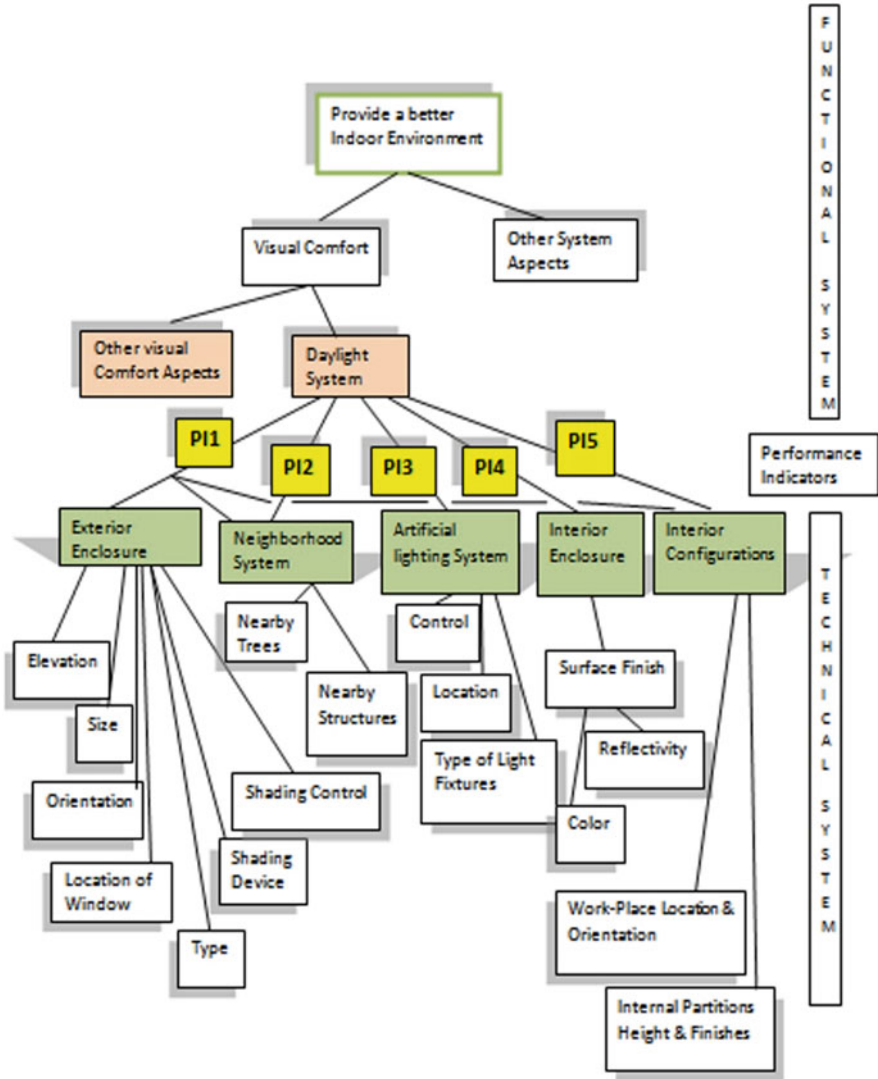 Provide a better
Indoor Environment
Visual Comfort
Other System
Aspects
Other visual
Comfort Aspects
Daylight
System
FUNCTIONAL SYSTEM
PI1
PI2
PI3
PI4
PI5
Performance
Indicators
Exterior
Enclosure
Neighborhood
System
Artificial
lighting System
Interior
Enclosure
Interior
Configurations
TECHNICAL SYSTEM
Elevation
Size
Orientation
Location of
Window
Type
Shading
Device
Shading Control
Nearby
Trees
Nearby
Structures
Control
Location
Type of Light
Fixtures
Surface Finish
Reflectivity
Color
Work-Place Location &
Orientation
Internal Partitions
Height & Finishes